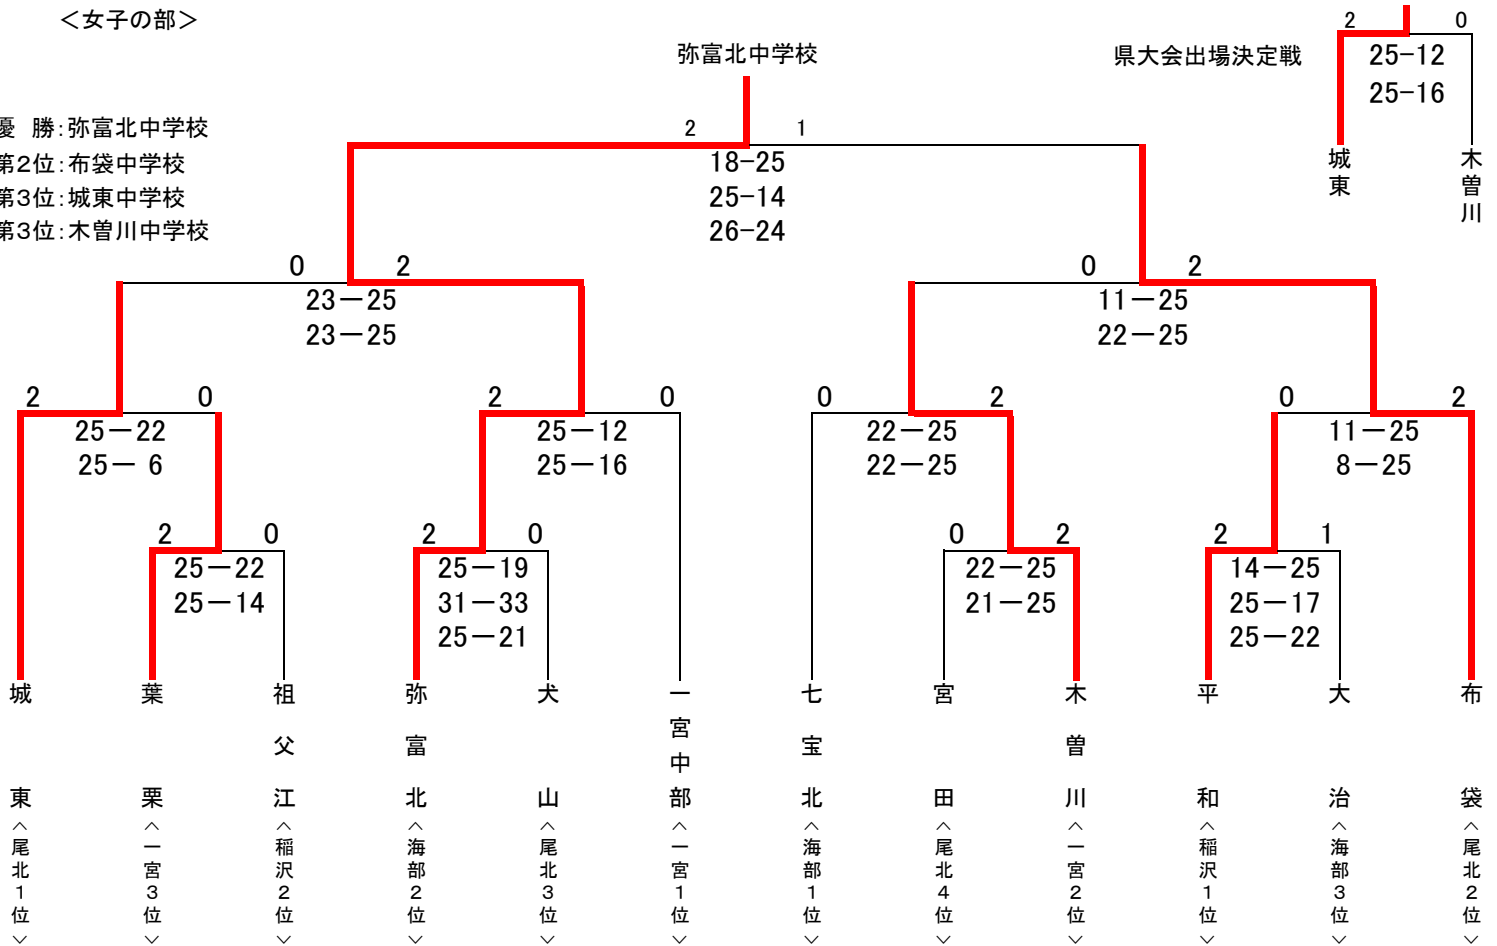 ＜女子の部＞
弥富北中学校
県大会出場決定戦
2 0
25-12
25-16
城東
木曽川
優 勝:弥富北中学校
第2位:布袋中学校
第3位:城東中学校
第3位:木曽川中学校
2 1
18-25
25-14
26-24
0 2
23－25
23－25
0 2
11－25
22－25
2 0
25－22
25－ 6
2 0
25－12
25－16
0 2
22－25
22－25
0 2
11－25
8－25
2 0
25－22
25－14
2 0
25－19
31－33
25－21
0 2
22－25
21－25
2 1
14－25
25－17
25－22
城東＜尾北1位＞
葉栗＜一宮3位＞
祖父江＜稲沢2位＞
弥富北＜海部2位＞
犬山＜尾北3位＞
一宮中部＜一宮1位＞
七宝北＜海部1位＞
宮田＜尾北4位＞
木曽川＜一宮2位＞
平和＜稲沢1位＞
大治＜海部3位＞
布袋＜尾北2位＞